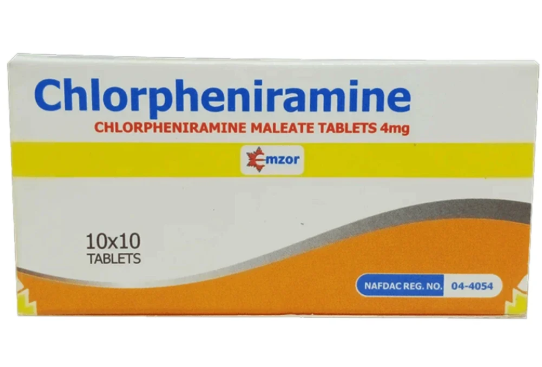 Chlorpheniramine
CHLORPHENIRAMINE MALEATE TABLETS 4mg
emzor
10x10
TABLETS
NAFDAC REG. NO. 04-4054